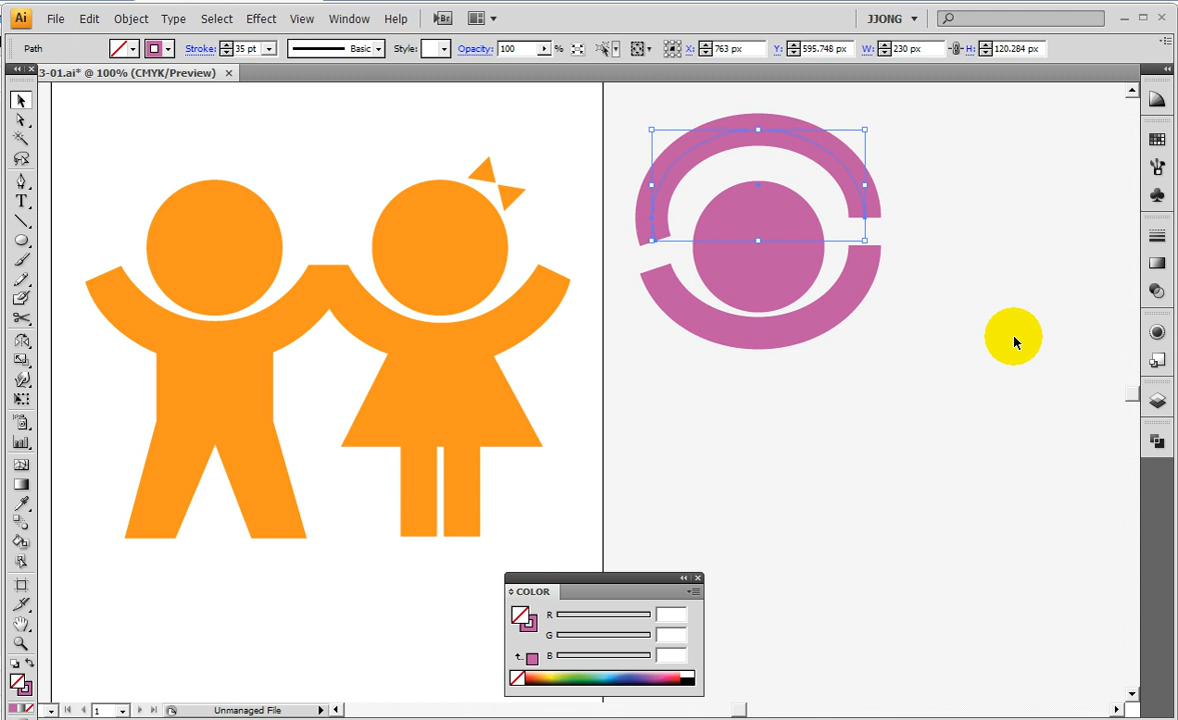 Ai File Edit Object Type Select Effect View Window Help Br JJONG
Path Stroke: 35 pt Basic Style: Opacity: 100 % X: 763 px Y: 595.748 px W: 230 px H: 120.284 px
3-01.ai* @ 100% (CMYK/Preview)
COLOR
R
G
B
1 Unmanaged File